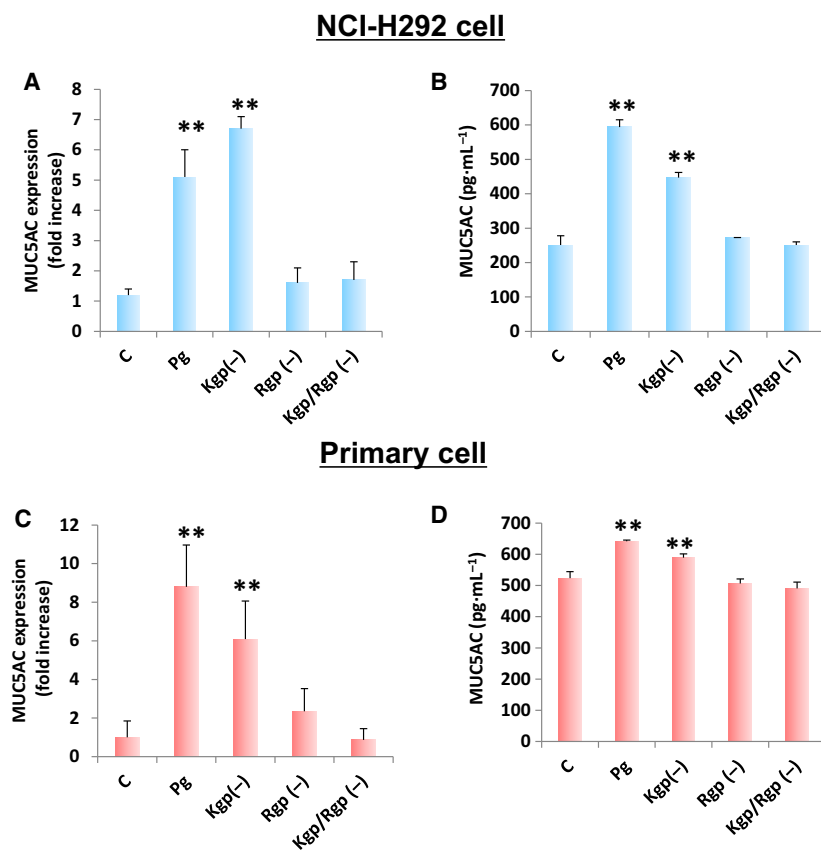 NCI-H292 cell
A
MUC5AC expression
(fold increase)
8
7
6
5
4
3
2
1
0
**
**
C
Pg
Kgp(–)
Rgp (–)
Kgp/Rgp (–)
B
MUC5AC (pg·mL⁻¹)
700
600
500
400
300
200
100
0
**
**
C
Pg
Kgp(–)
Rgp (–)
Kgp/Rgp (–)
Primary cell
C
MUC5AC expression
(fold increase)
12
10
8
6
4
2
0
**
**
C
Pg
Kgp(–)
Rgp (–)
Kgp/Rgp (–)
D
MUC5AC (pg·mL⁻¹)
700
600
500
400
300
200
100
0
**
**
C
Pg
Kgp(–)
Rgp (–)
Kgp/Rgp (–)